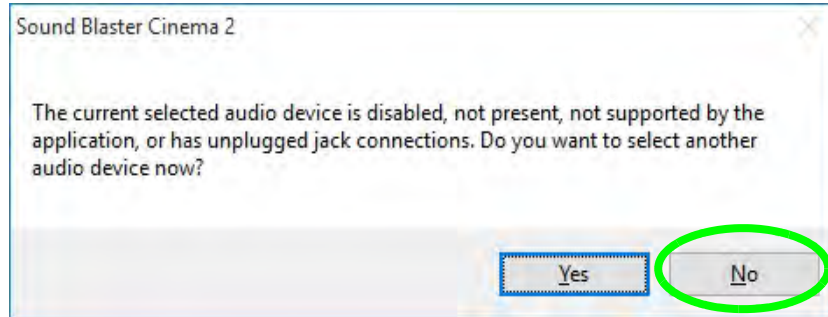 Sound Blaster Cinema 2
The current selected audio device is disabled, not present, not supported by the
application, or has unplugged jack connections. Do you want to select another
audio device now?
Yes
No